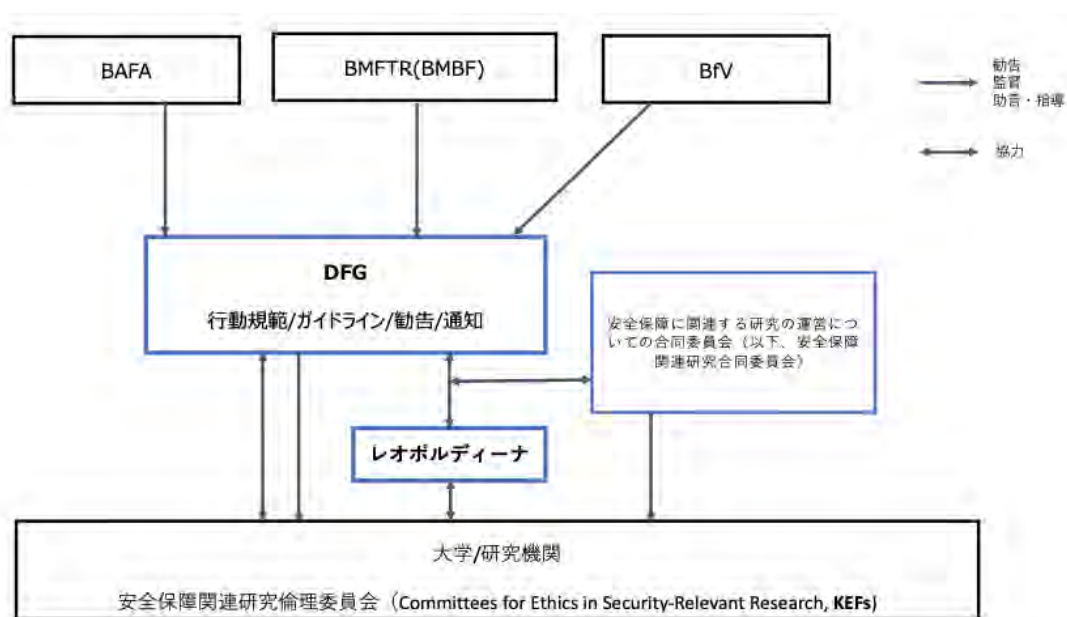 BAFA
BMFTR(BMBF)
BfV
勧告
監督
助言・指導
協力
DFG
行動規範/ガイドライン/勧告/通知
安全保障に関連する研究の運営につ
いての合同委員会（以下、安全保障
関連研究合同委員会）
レオポルディーナ
大学/研究機関
安全保障関連研究倫理委員会（Committees for Ethics in Security-Relevant Research, KEFs)